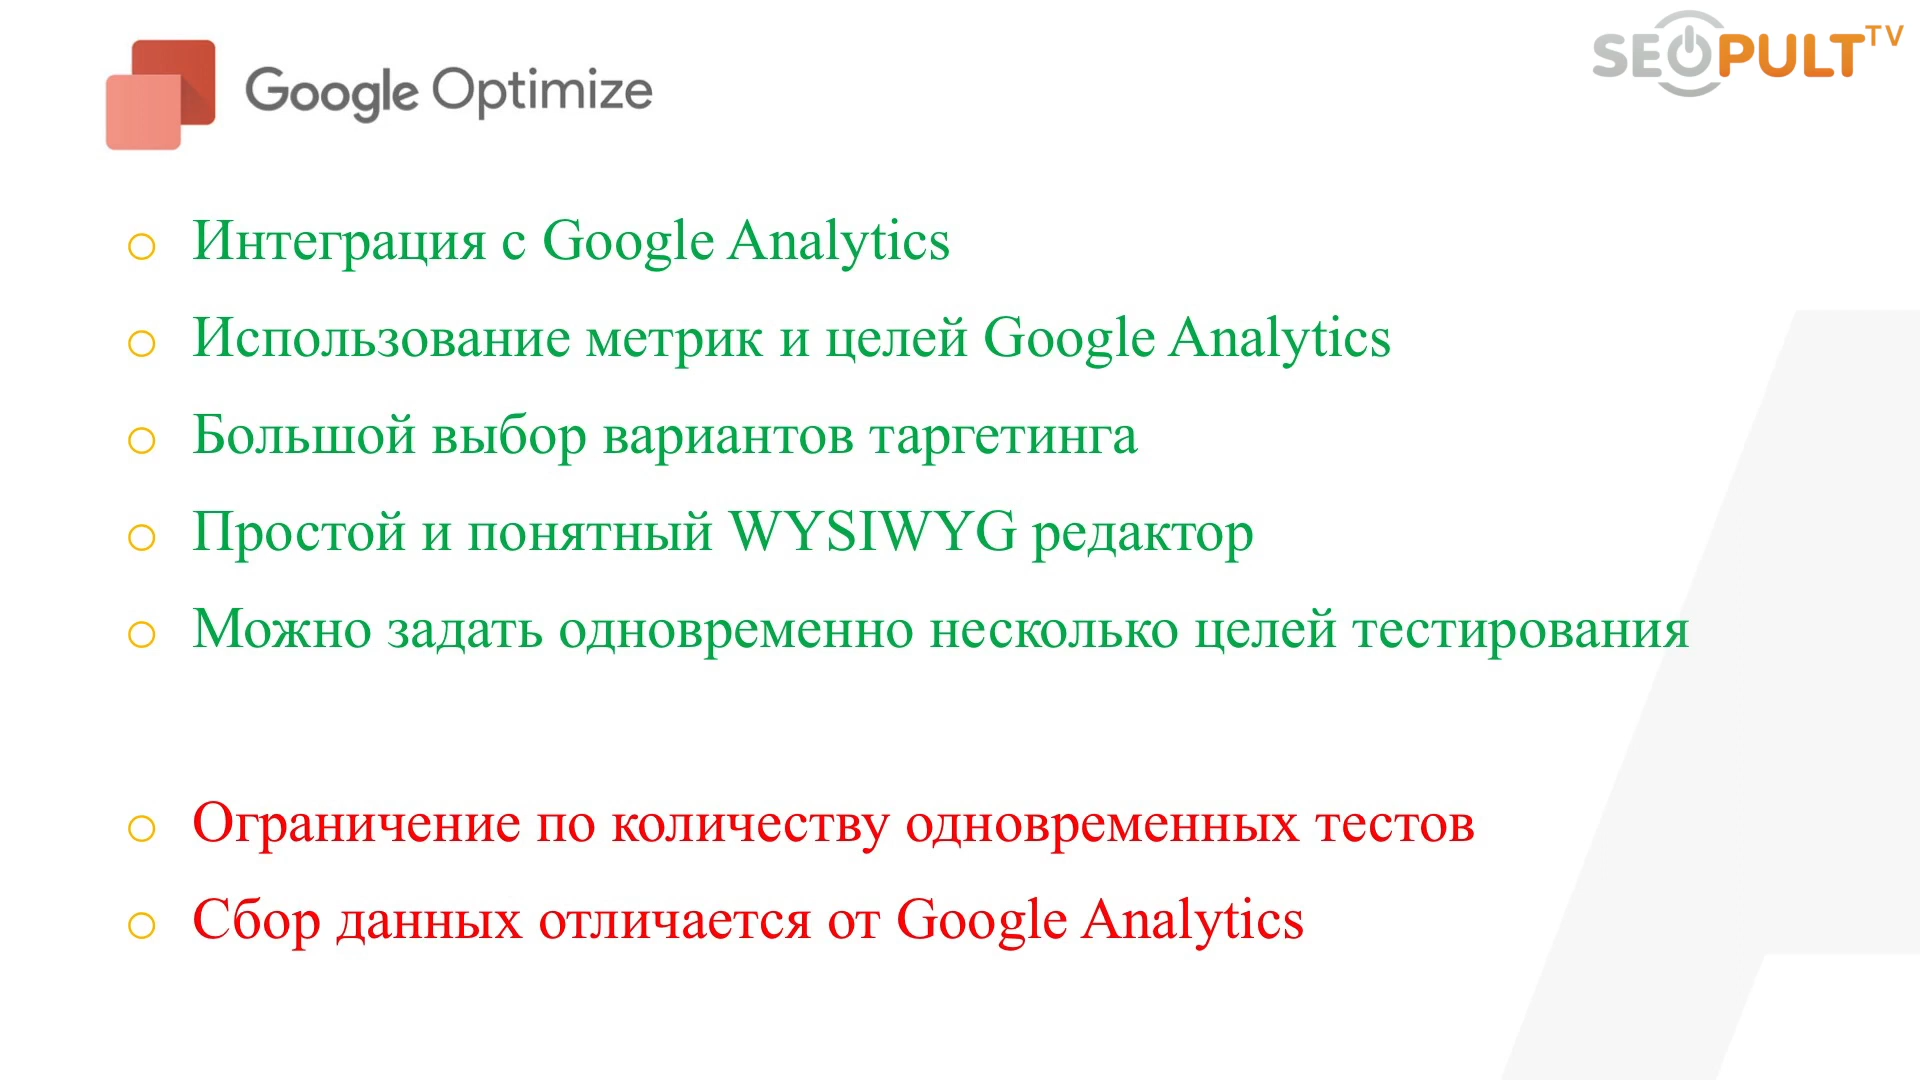 Google Optimize
SEOPULT TV
Интеграция с Google Analytics
Использование метрик и целей Google Analytics
Большой выбор вариантов таргетинга
Простой и понятный WYSIWYG редактор
Можно задать одновременно несколько целей тестирования
Ограничение по количеству одновременных тестов
Сбор данных отличается от Google Analytics